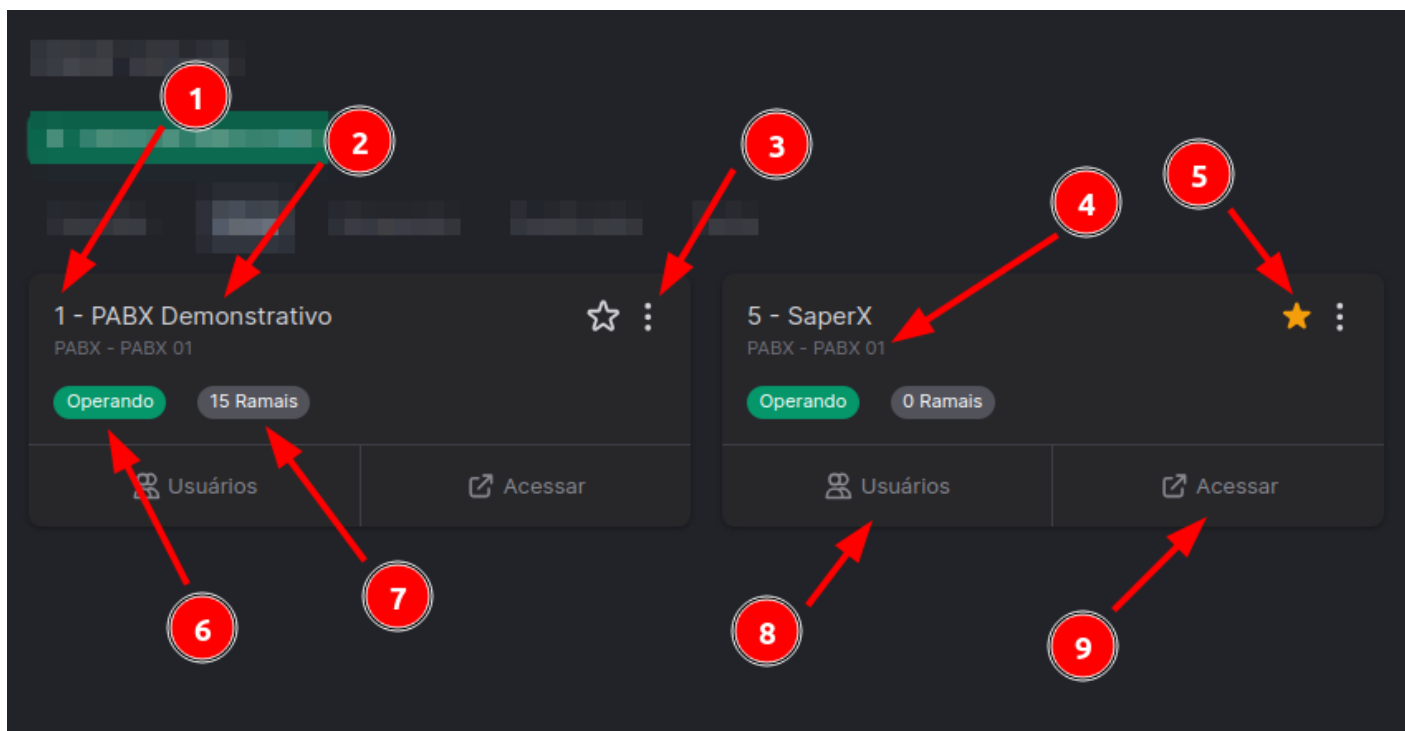 1
2
3
4
5
1 - PABX Demonstrativo
PABX - PABX 01
Operando
15 Ramais
Usuários
Acessar
5 - SaperX
PABX - PABX 01
Operando
0 Ramais
Usuários
Acessar
6
7
8
9